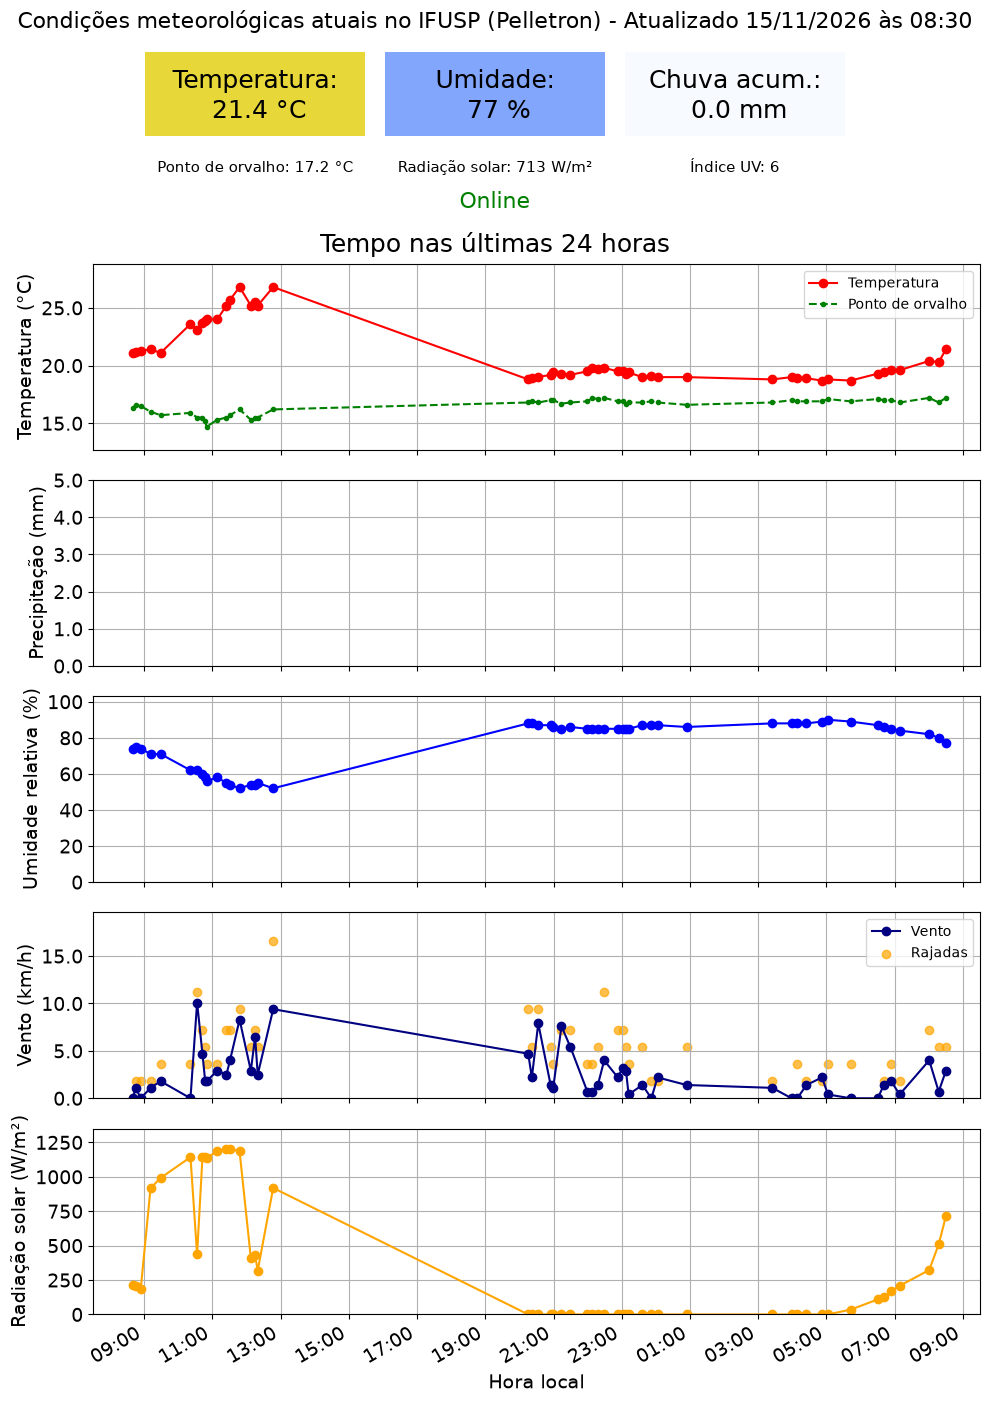 Condições meteorológicas atuais no IFUSP (Pelletron) - Atualizado 15/11/2026 às 08:30
Temperatura:
21.4 °C
Umidade:
77 %
Chuva acum.:
0.0 mm
Ponto de orvalho: 17.2 °C
Radiação solar: 713 W/m²
Índice UV: 6
Online
Tempo nas últimas 24 horas
Temperatura (°C)
25.0
20.0
15.0
Temperatura
Ponto de orvalho
Precipitação (mm)
5.0
4.0
3.0
2.0
1.0
0.0
Umidade relativa (%)
100
80
60
40
20
0
Vento (km/h)
15.0
10.0
5.0
0.0
Vento
Rajadas
Radiação solar (W/m²)
1250
1000
750
500
250
0
09:00
11:00
13:00
15:00
17:00
19:00
21:00
23:00
01:00
03:00
05:00
07:00
09:00
Hora local